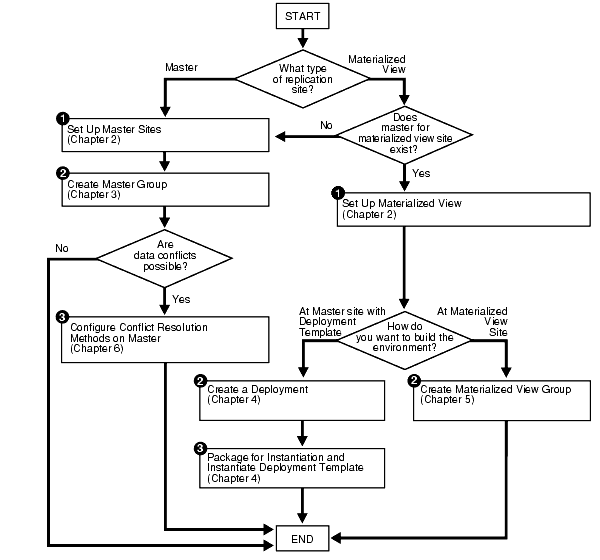 START
What type
of replication
site?
Master
Materialized
View
Does
master for
materialized view site
exist?
No
Yes
1
Set Up Master Sites
(Chapter 2)
2
Create Master Group
(Chapter 3)
1
Set Up Materialized View
(Chapter 2)
Are
data conflicts
possible?
No
Yes
3
Configure Conflict Resolution
Methods on Master
(Chapter 6)
At Master site with
Deployment
Template
How do
you want to build the
environment?
At Materialized
View
Site
2
Create a Deployment
(Chapter 4)
2
Create Materialized View Group
(Chapter 5)
3
Package for Instantiation and
Instantiate Deployment Template
(Chapter 4)
END